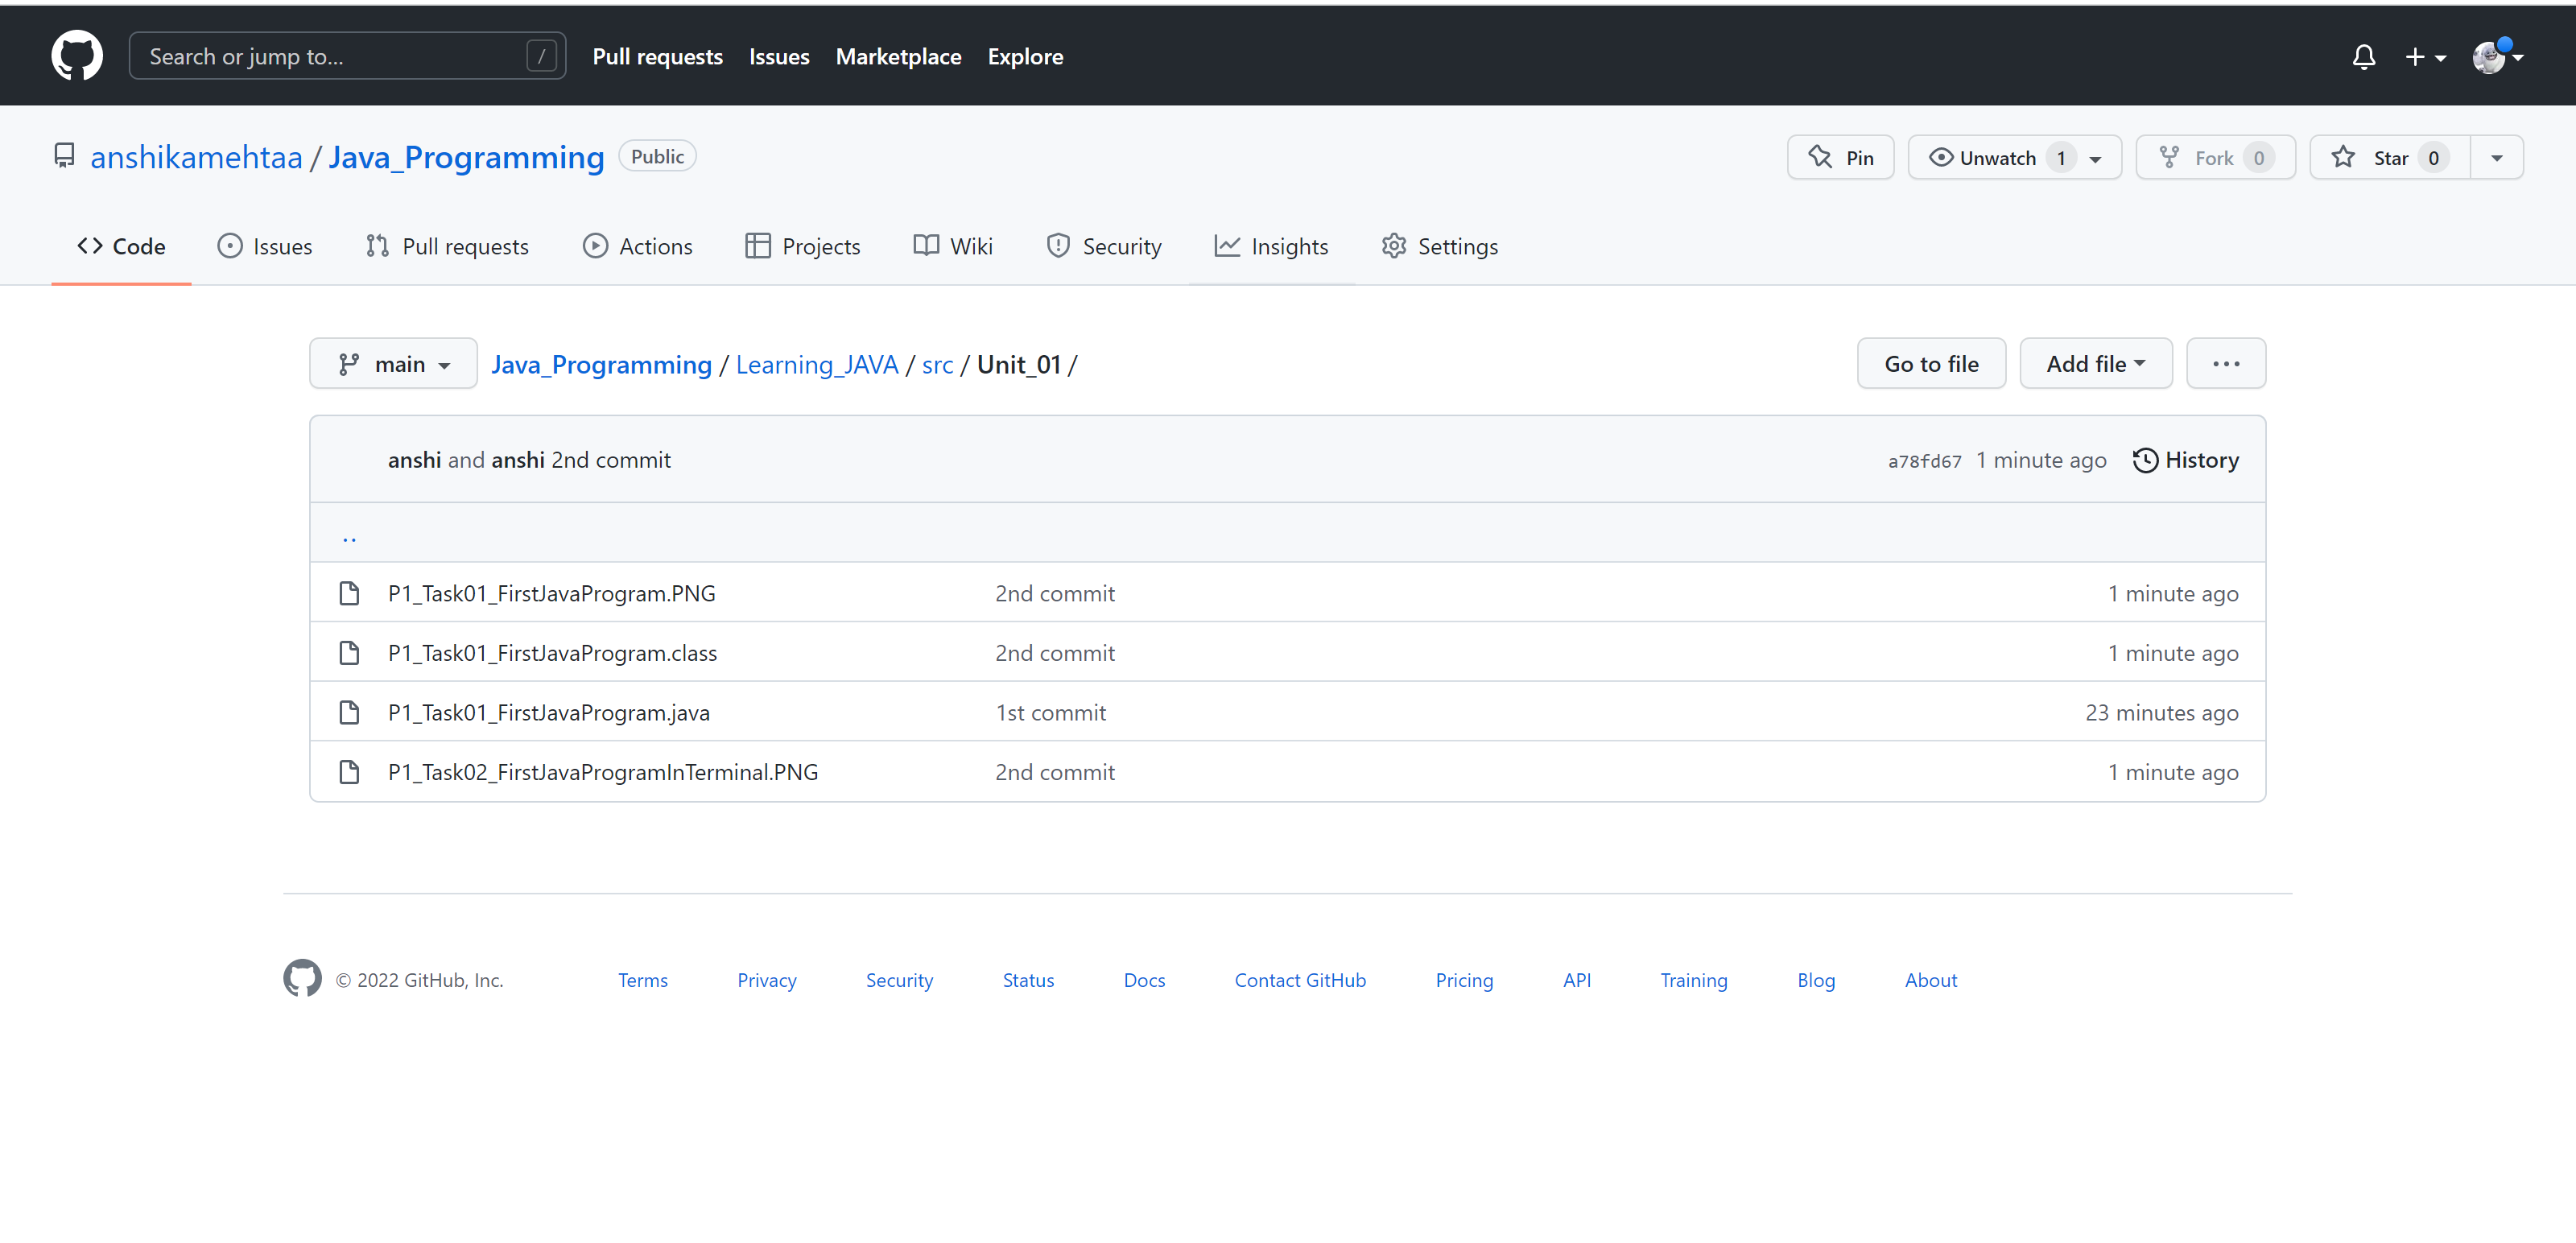 Search or jump to... / Pull requests Issues Marketplace Explore
anshikamehtaa / Java_Programming Public Pin Unwatch 1 Fork 0 Star 0
Code Issues Pull requests Actions Projects Wiki Security Insights Settings
main Java_Programming / Learning_JAVA / src / Unit_01 / Go to file Add file ...
anshi and anshi 2nd commit a78fd67 1 minute ago History
..
P1_Task01_FirstJavaProgram.PNG 2nd commit 1 minute ago
P1_Task01_FirstJavaProgram.class 2nd commit 1 minute ago
P1_Task01_FirstJavaProgram.java 1st commit 23 minutes ago
P1_Task02_FirstJavaProgramInTerminal.PNG 2nd commit 1 minute ago
© 2022 GitHub, Inc. Terms Privacy Security Status Docs Contact GitHub Pricing API Training Blog About